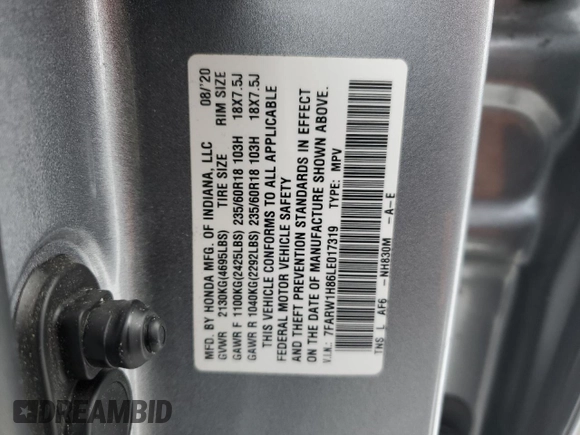 MFD. BY HONDA MFG. OF INDIANA, LLC 08/'20
GVWR 2130KG(4695LBS) TIRE SIZE RIM SIZE
GAWR F 1100KG(2425LBS) 235/60R18 103H 18X7.5J
GAWR R 1040KG(2292LBS) 235/60R18 103H 18X7.5J
THIS VEHICLE CONFORMS TO ALL APPLICABLE
FEDERAL MOTOR VEHICLE SAFETY
AND THEFT PREVENTION STANDARDS IN EFFECT
ON THE DATE OF MANUFACTURE SHOWN ABOVE.
V.I.N.: 7FARW1H86LE017319 TYPE: MPV
TNS L AF6 -NH830M -A-E
DREAMBID